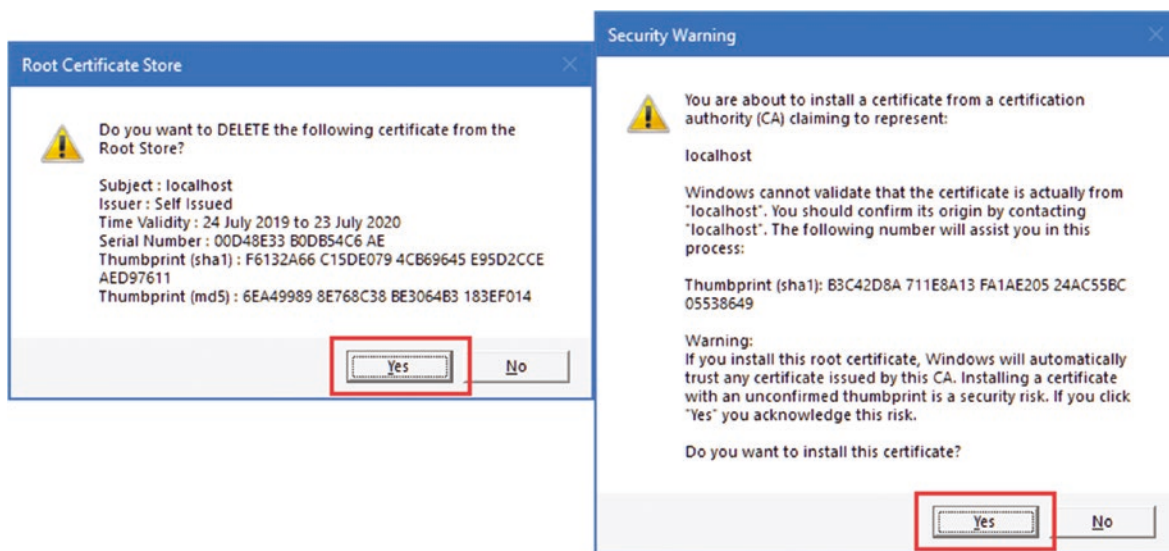 Root Certificate Store
Do you want to DELETE the following certificate from the
Root Store?
Subject : localhost
Issuer : Self Issued
Time Validity : 24 July 2019 to 23 July 2020
Serial Number : 00D48E33 B0DB54C6 AE
Thumbprint (sha1) : F6132A66 C15DE079 4CB69645 E95D2CCE
AED97611
Thumbprint (md5) : 6EA49989 8E768C38 BE3064B3 183EF014
Yes
No
Security Warning
You are about to install a certificate from a certification
authority (CA) claiming to represent:
localhost
Windows cannot validate that the certificate is actually from
"localhost". You should confirm its origin by contacting
"localhost". The following number will assist you in this
process:
Thumbprint (sha1): B3C42D8A 711E8A13 FA1AE205 24AC55BC
05538649
Warning:
If you install this root certificate, Windows will automatically
trust any certificate issued by this CA. Installing a certificate
with an unconfirmed thumbprint is a security risk. If you click
"Yes" you acknowledge this risk.
Do you want to install this certificate?
Yes
No